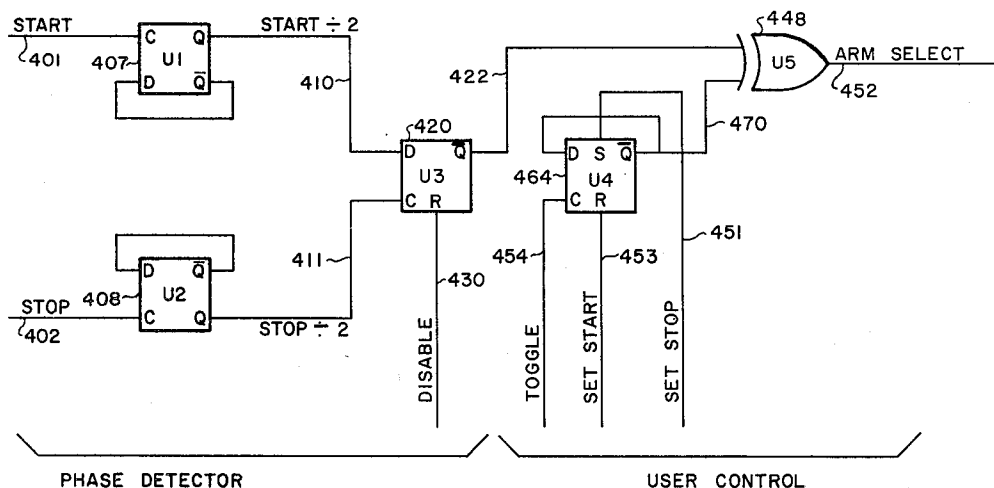 START
401
407
C
Q
U1
D
Q̅
START ÷ 2
410
420
D
Q̅
U3
C R
411
430
DISABLE
408
D
Q̅
U2
C
Q
STOP
402
STOP ÷ 2
422
448
U5
ARM SELECT
452
470
464
D S Q̅
U4
C R
454
453
451
TOGGLE
SET START
SET STOP
PHASE DETECTOR
USER CONTROL